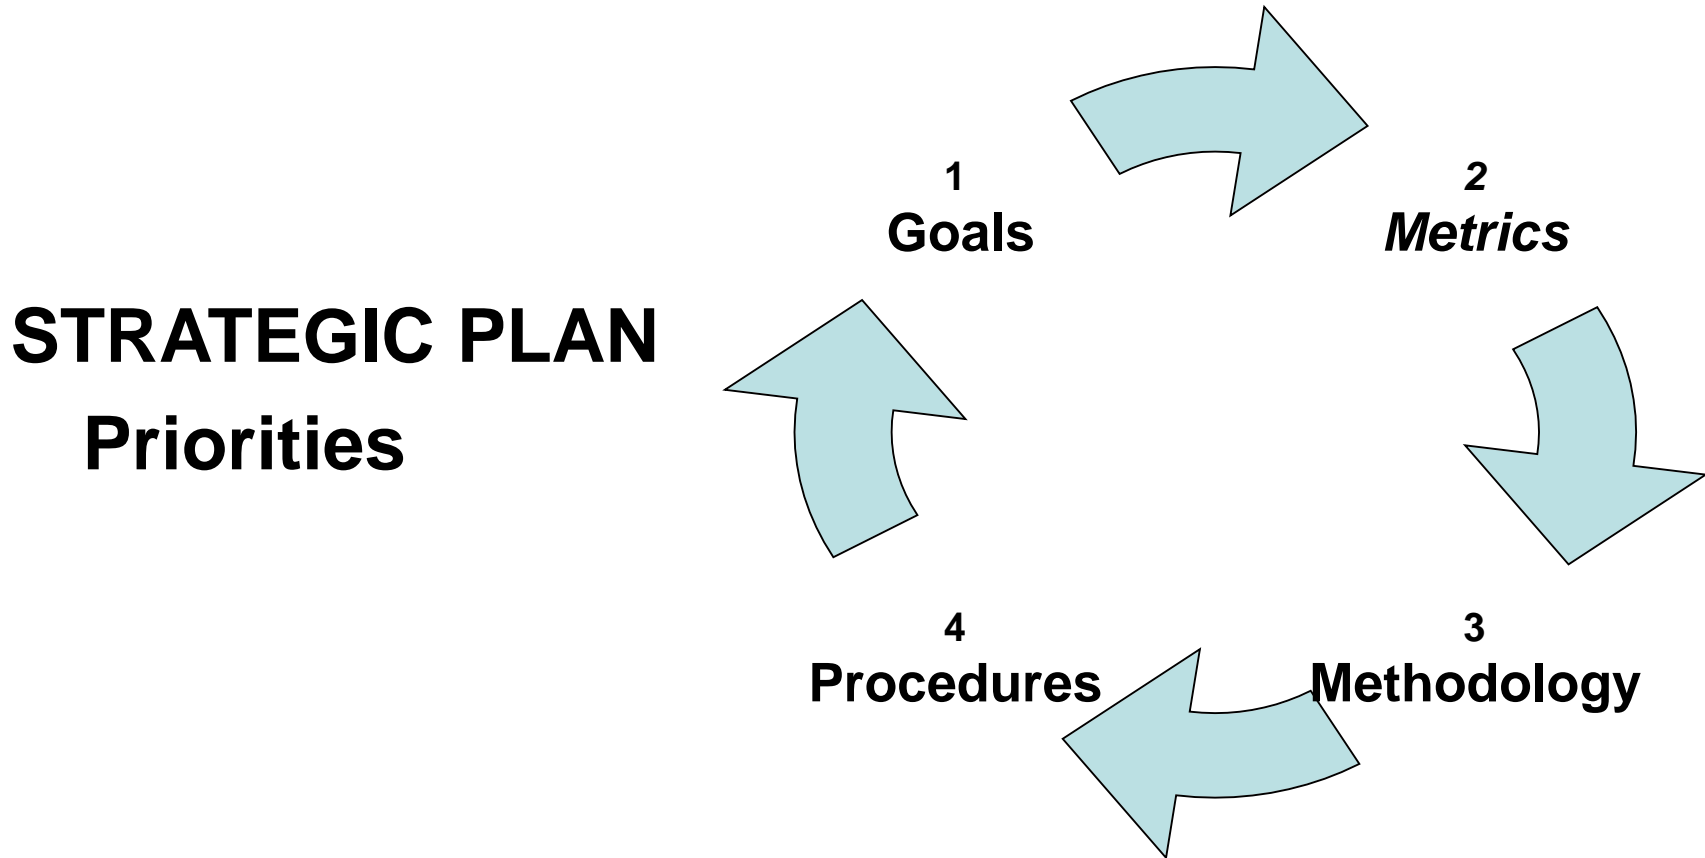 STRATEGIC PLAN
Priorities
1
Goals
2
Metrics
3
Methodology
4
Procedures